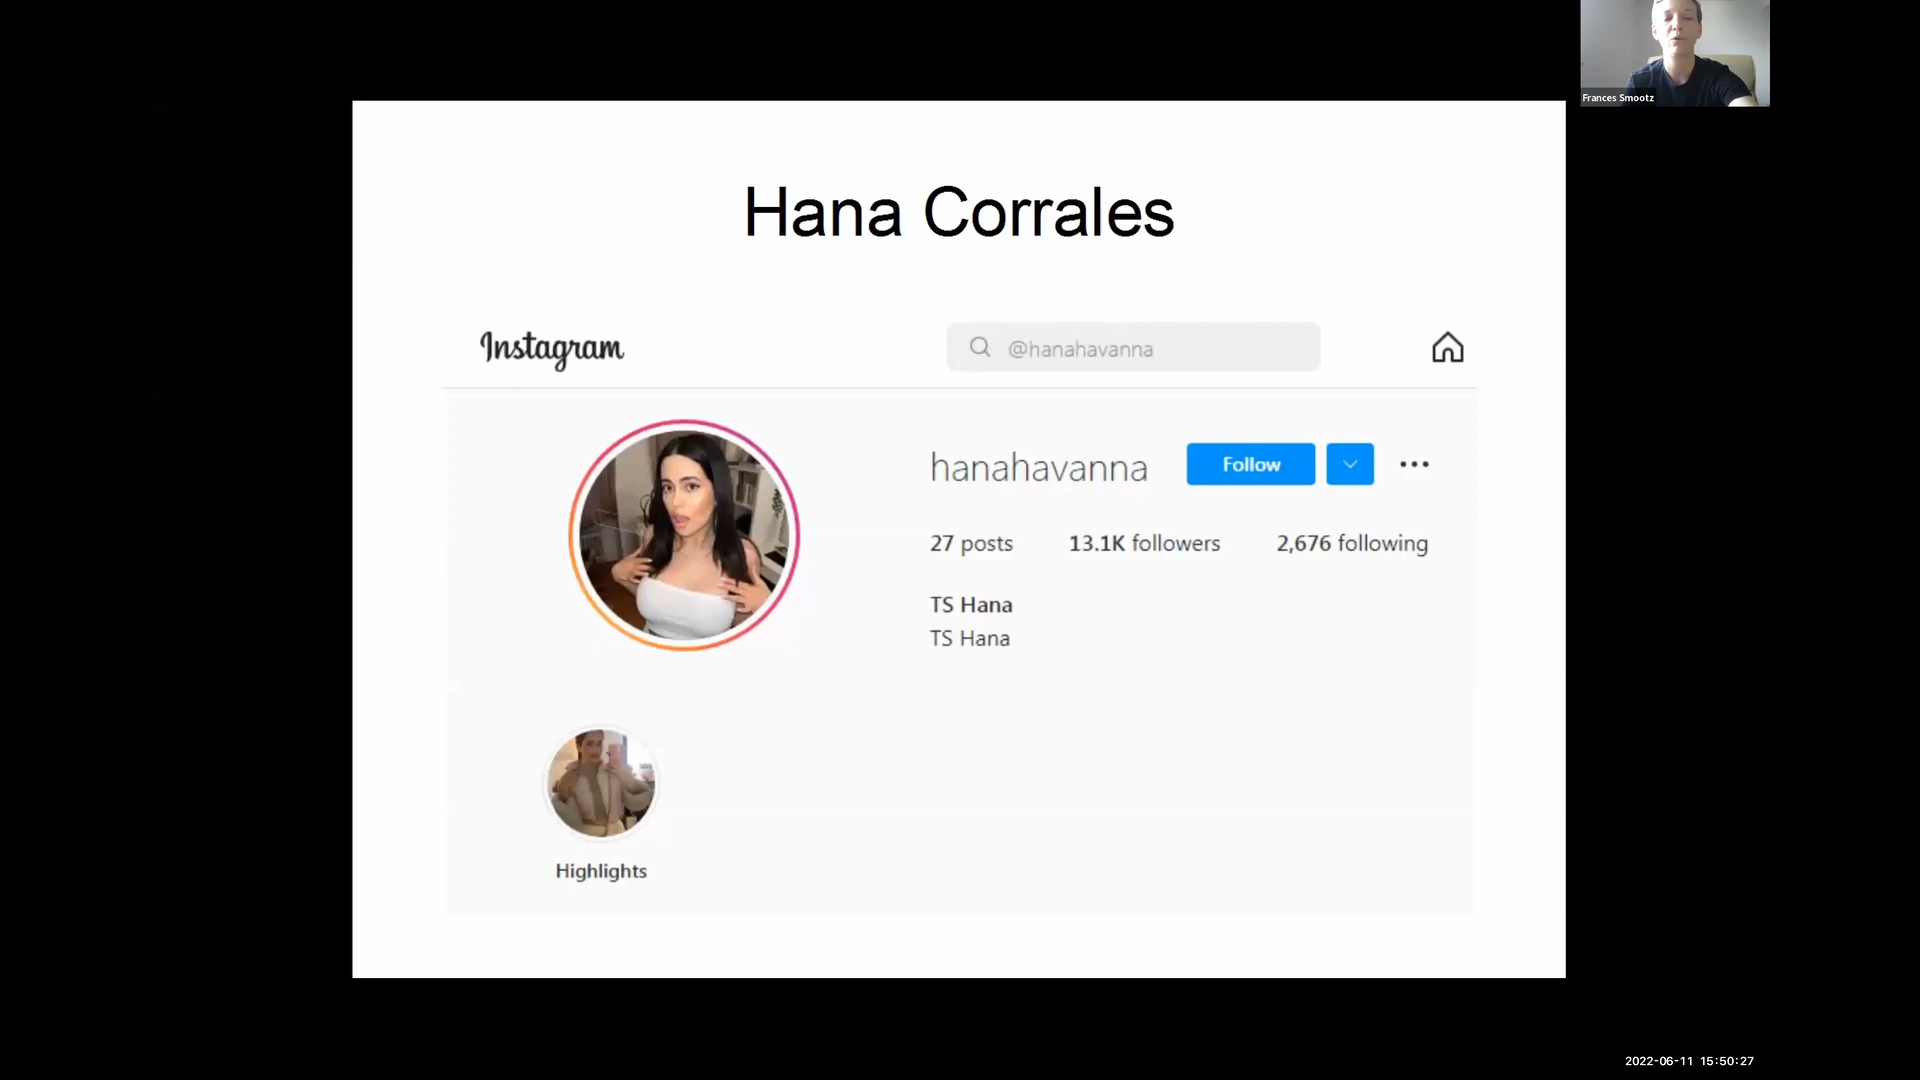 Frances Smootz
Hana Corrales
Instagram
@hanahavanna
hanahavanna
Follow
27 posts 13.1K followers 2,676 following
TS Hana
TS Hana
Highlights
2022-06-11 15:50:27